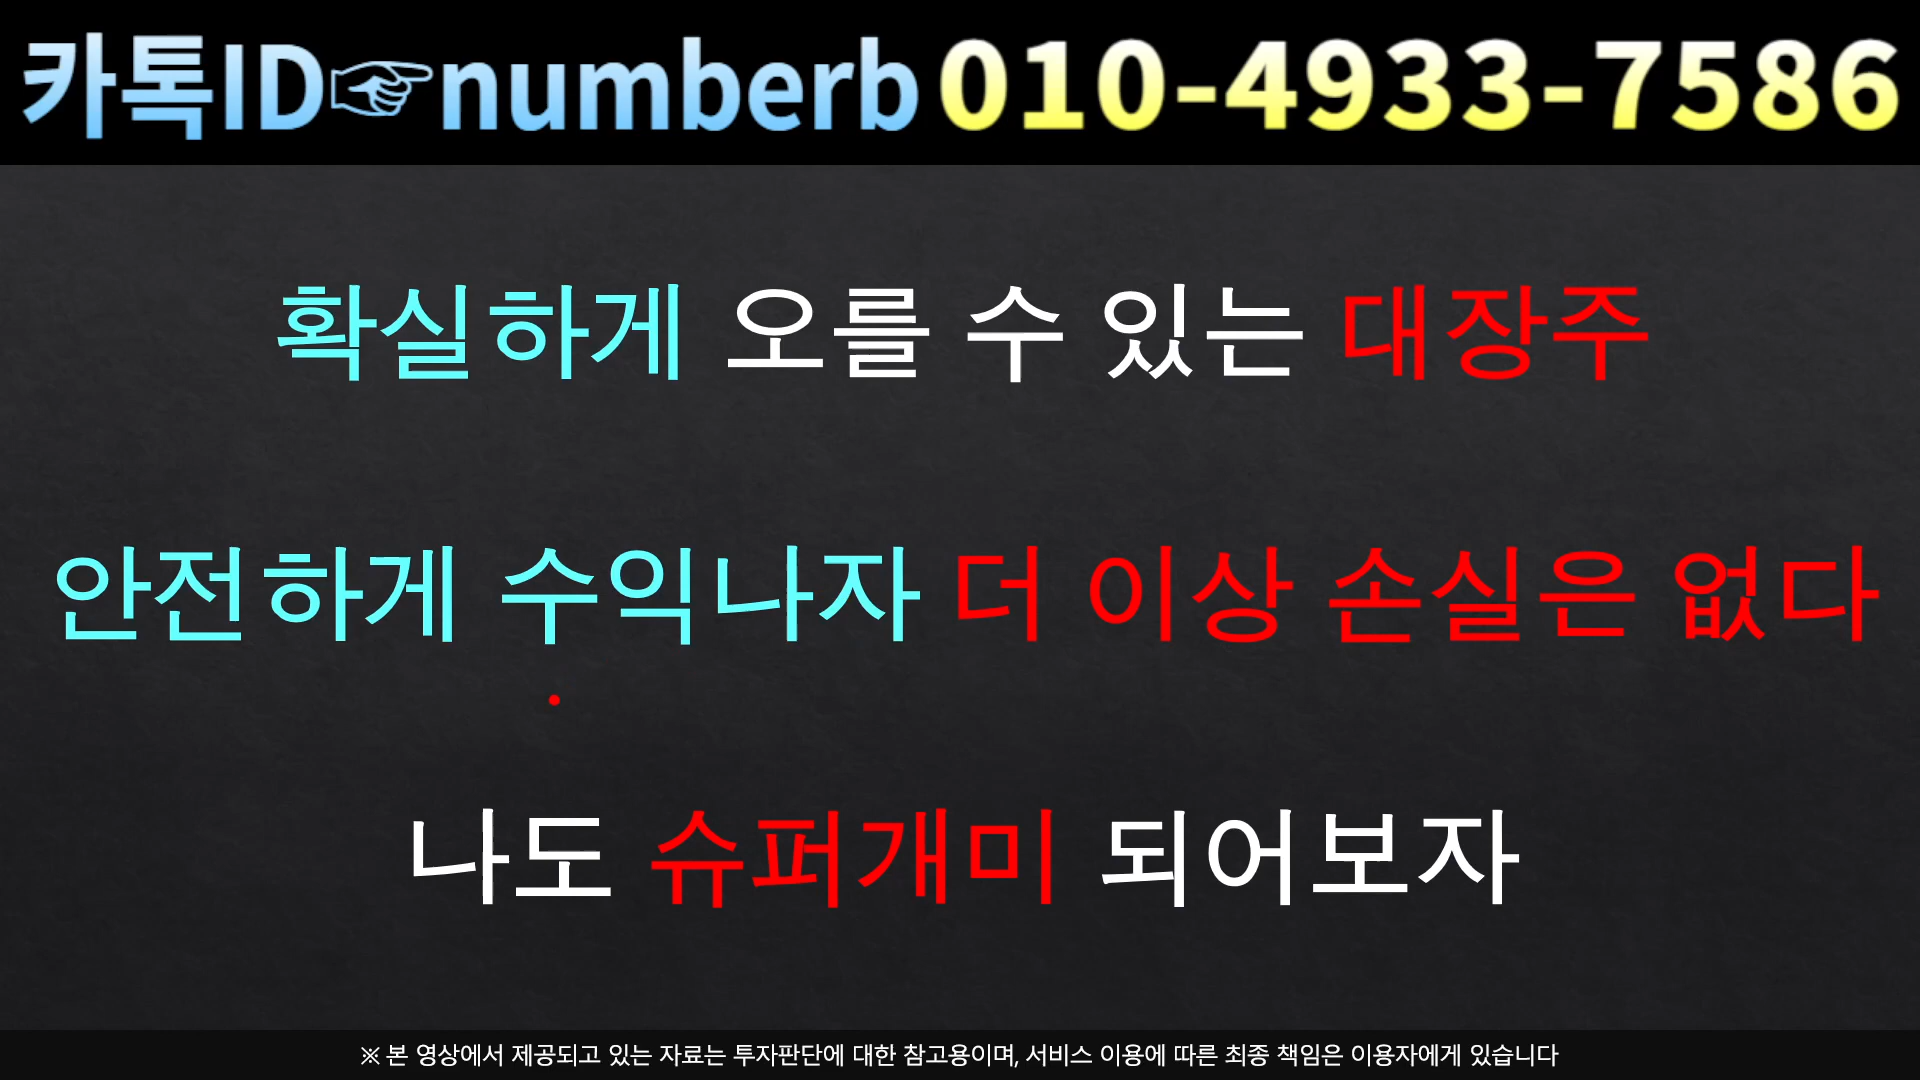 카톡ID☞numberb 010-4933-7586
확실하게 오를 수 있는 대장주
안전하게 수익나자 더 이상 손실은 없다
나도 슈퍼개미 되어보자
※ 본 영상에서 제공되고 있는 자료는 투자판단에 대한 참고용이며, 서비스 이용에 따른 최종 책임은 이용자에게 있습니다